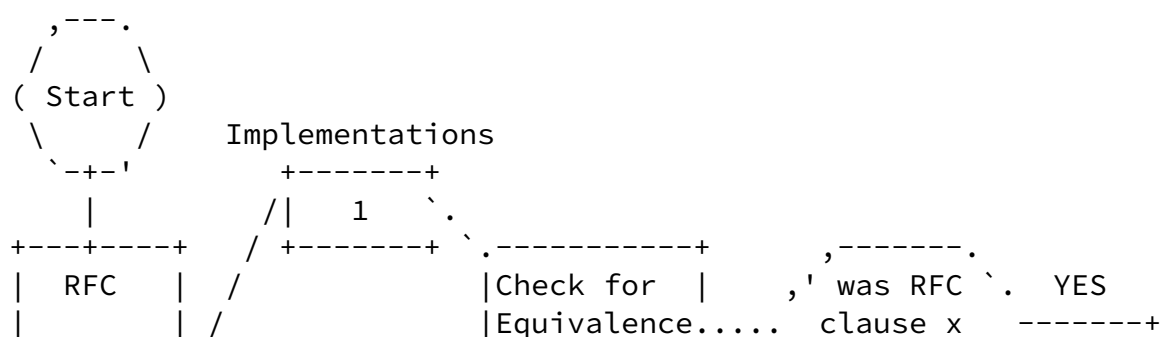 ,---.
 /     \
( Start )
 \     /    Implementations
  `-+-'        +-------+
    |         /|   1   `.
+---+----+   / +-------+ `.-----------+      ,-------.
|  RFC   |  /             |Check for  |    ,' was RFC `.  YES
|        | /              |Equivalence.....  clause x   -------+